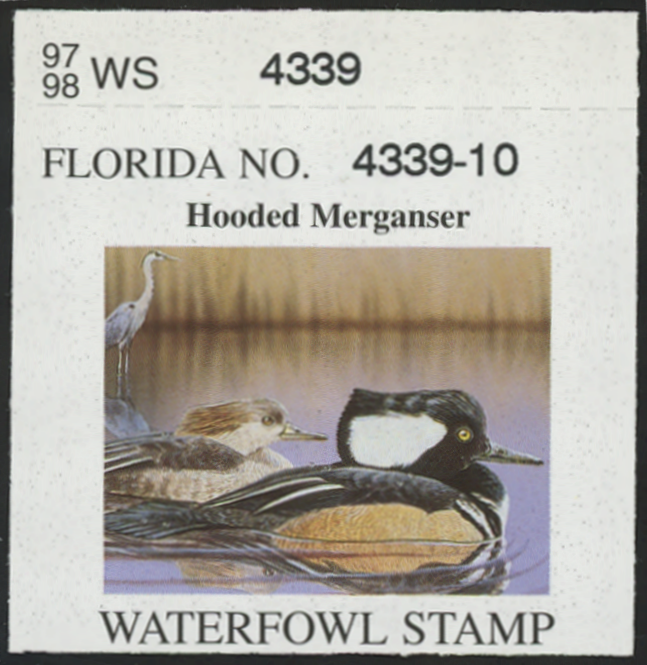 97
98 WS 4339
FLORIDA NO. 4339-10
Hooded Merganser
WATERFOWL STAMP